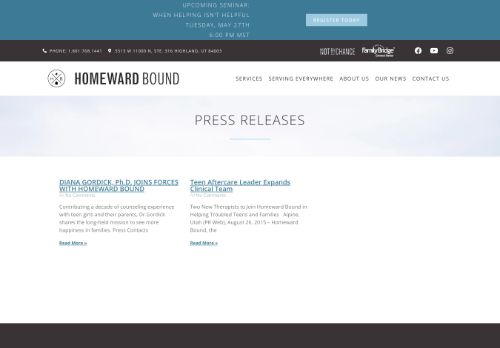 UPCOMING SEMINAR:
WHEN HELPING ISN'T HELPFUL
TUESDAY, MAY 27TH
6:00 PM MST
REGISTER TODAY
PHONE: 1.801.768.1441
5513 W 11000 N, STE. 316 HIGHLAND, UT 84003
NOT BY CHANCE
FamilyBridge
HOMEWARD BOUND
SERVICES SERVING EVERYWHERE ABOUT US OUR NEWS CONTACT US
PRESS RELEASES
DIANA GORDICK, Ph.D. JOINS FORCES
WITH HOMEWARD BOUND
No Comments
Contributing a decade of counseling experience
with teen girls and their parents, Dr.Gordick
shares the long-held mission to see more
happiness in families. Press Contacts
Read More »
Teen Aftercare Leader Expands
Clinical Team
No Comments
Two New Therapists to Join Homeward Bound in
Helping Troubled Teens and Families Alpine,
Utah (PR Web), August 26, 2015 – Homeward
Bound, the
Read More »